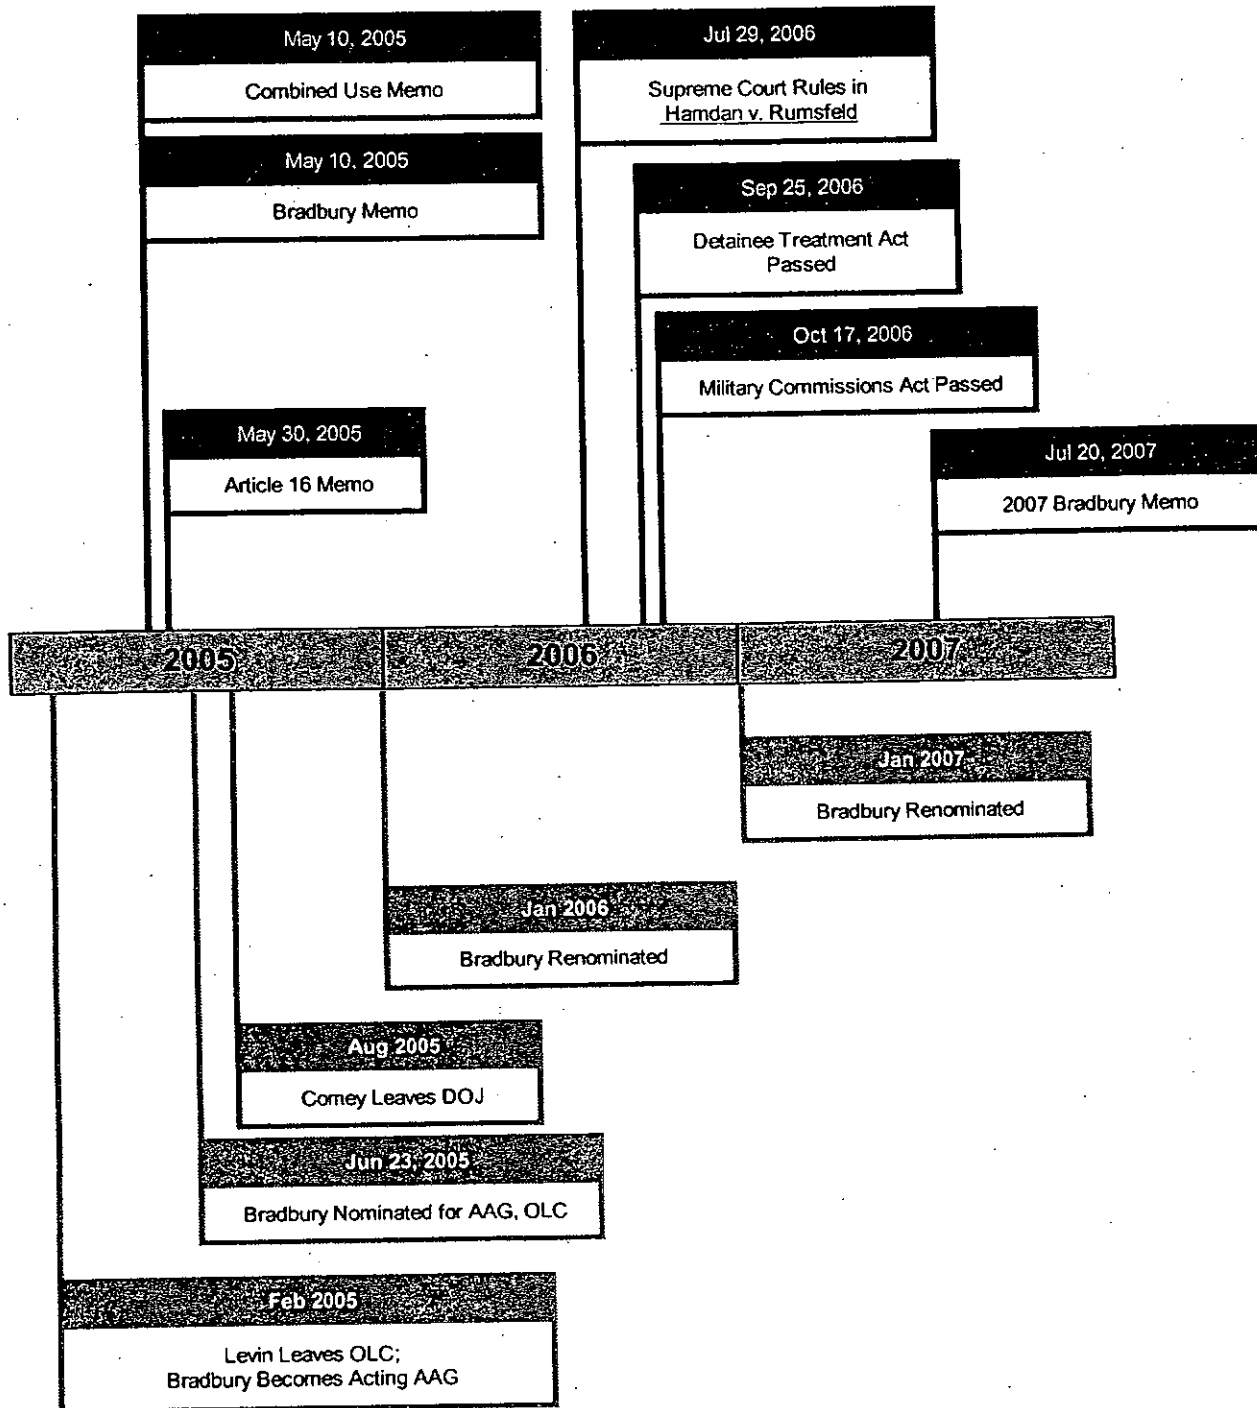 May 10, 2005
Combined Use Memo
May 10, 2005
Bradbury Memo
May 30, 2005
Article 16 Memo
Jul 29, 2006
Supreme Court Rules in
Hamdan v. Rumsfeld
Sep 25, 2006
Detainee Treatment Act
Passed
Oct 17, 2006
Military Commissions Act Passed
Jul 20, 2007
2007 Bradbury Memo
2005
2006
2007
Jan 2007
Bradbury Renominated
Jan 2006
Bradbury Renominated
Aug 2005
Comey Leaves DOJ
Jun 23, 2005
Bradbury Nominated for AAG, OLC
Feb 2005
Levin Leaves OLC;
Bradbury Becomes Acting AAG